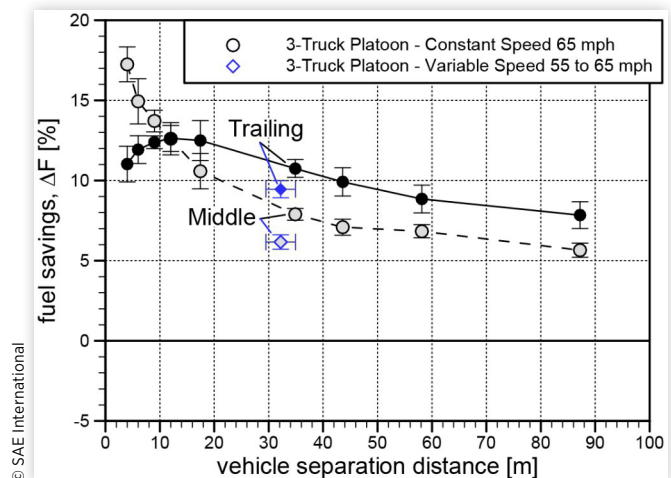 20
3-Truck Platoon - Constant Speed 65 mph
3-Truck Platoon - Variable Speed 55 to 65 mph
15
Trailing
10
Middle
5
0
-5
0 10 20 30 40 50 60 70 80 90 100
vehicle separation distance [m]
fuel savings, ΔF [%]
© SAE International